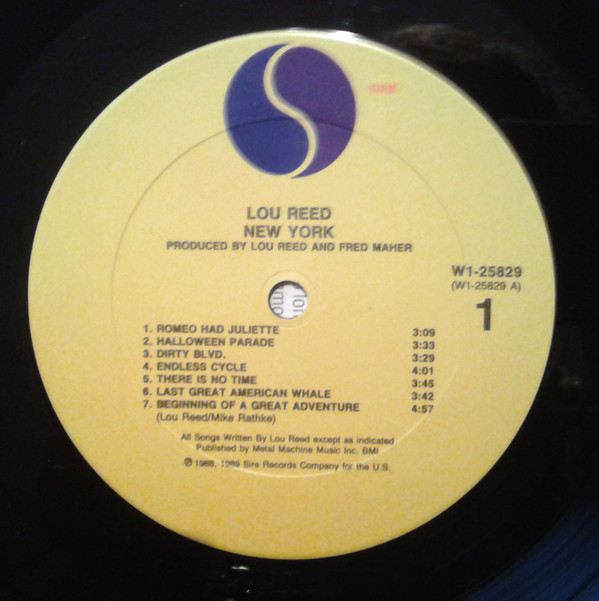 SIRE
LOU REED
NEW YORK
PRODUCED BY LOU REED AND FRED MAHER
W1-25829
(W1-25829 A)
1
1. ROMEO HAD JULIETTE 3:09
2. HALLOWEEN PARADE 3:33
3. DIRTY BLVD. 3:29
4. ENDLESS CYCLE 4:01
5. THERE IS NO TIME 3:45
6. LAST GREAT AMERICAN WHALE 3:42
7. BEGINNING OF A GREAT ADVENTURE 4:57
(Lou Reed/Mike Rathke)
All Songs Written By Lou Reed except as indicated
Published by Metal Machine Music Inc. BMI
℗ 1988, 1989 Sire Records Company for the U.S.